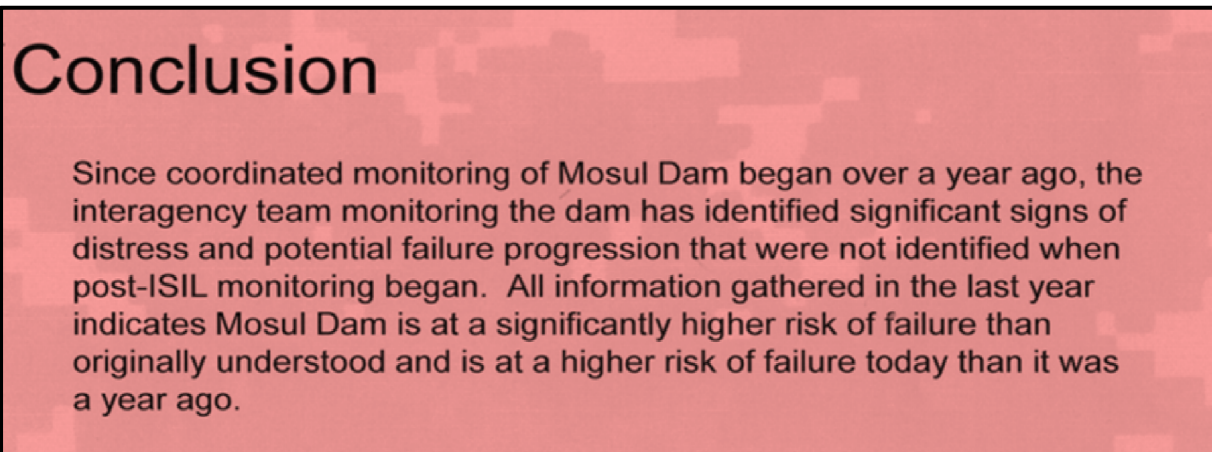 Conclusion
Since coordinated monitoring of Mosul Dam began over a year ago, the
interagency team monitoring the dam has identified significant signs of
distress and potential failure progression that were not identified when
post-ISIL monitoring began.  All information gathered in the last year
indicates Mosul Dam is at a significantly higher risk of failure than
originally understood and is at a higher risk of failure today than it was
a year ago.